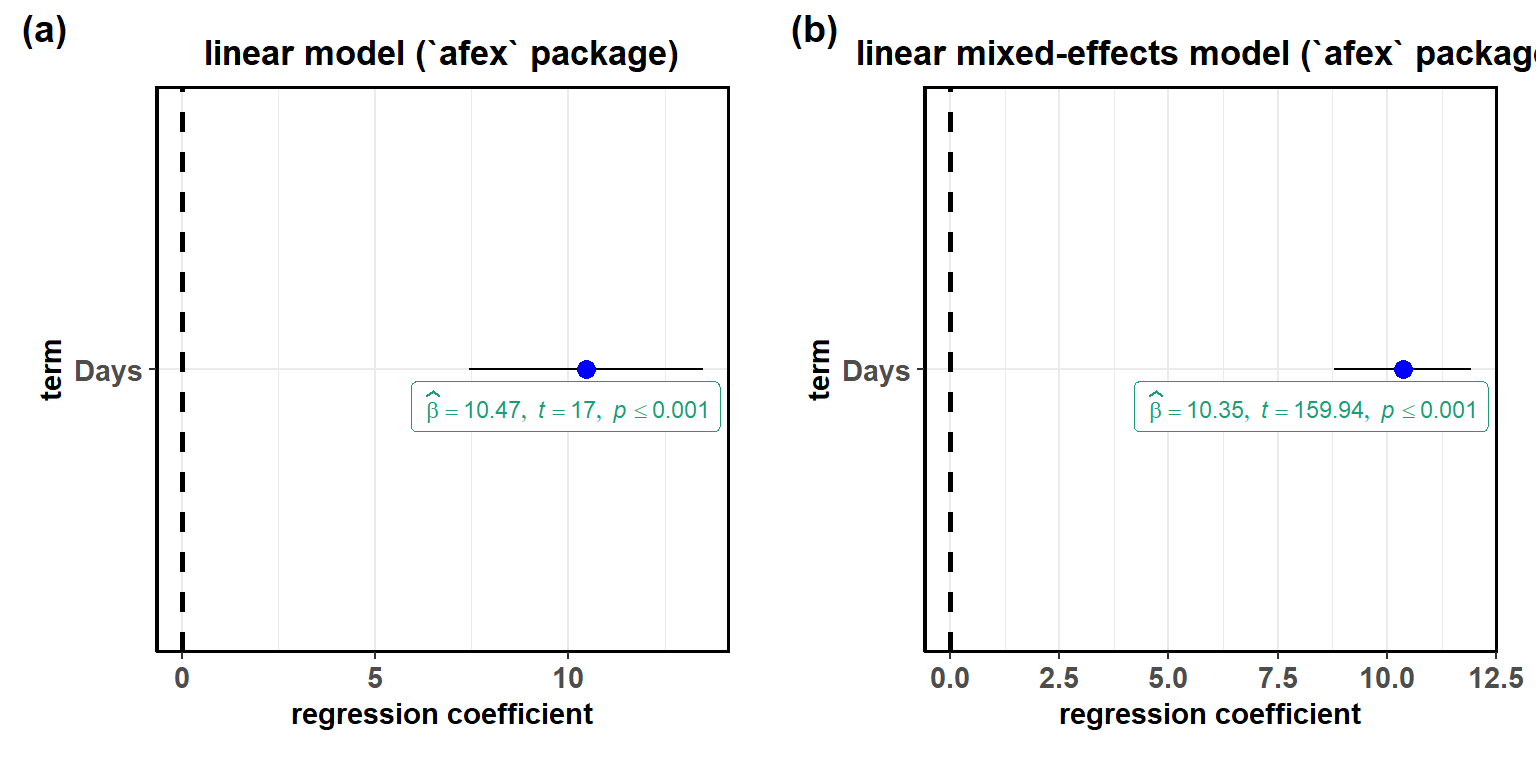 (a)
linear model (`afex` package)
term
Days
β̂ = 10.47, t = 17, p ≤ 0.001
0 5 10
regression coefficient
(b)
linear mixed-effects model (`afex` package
term
Days
β̂ = 10.35, t = 159.94, p ≤ 0.001
0.0 2.5 5.0 7.5 10.0 12.5
regression coefficient